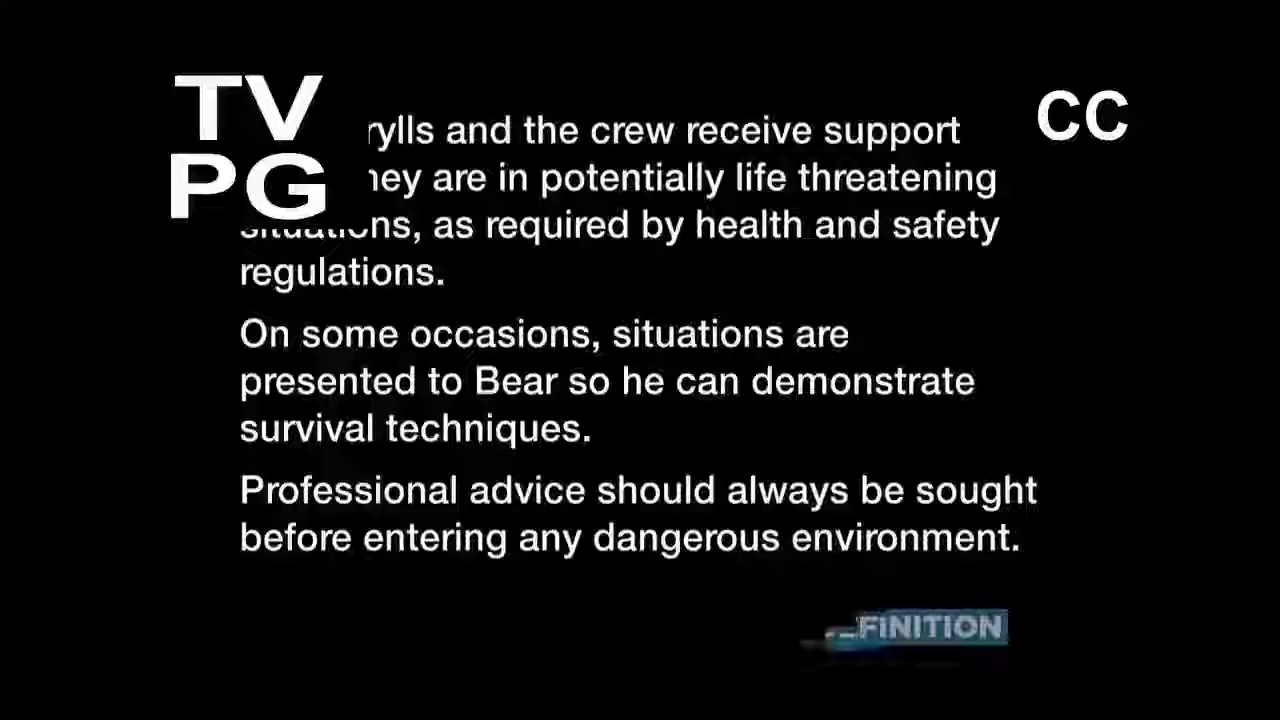 TV
PG
CC
rylls and the crew receive support
hey are in potentially life threatening
situations, as required by health and safety
regulations.
On some occasions, situations are
presented to Bear so he can demonstrate
survival techniques.
Professional advice should always be sought
before entering any dangerous environment.
FINITION